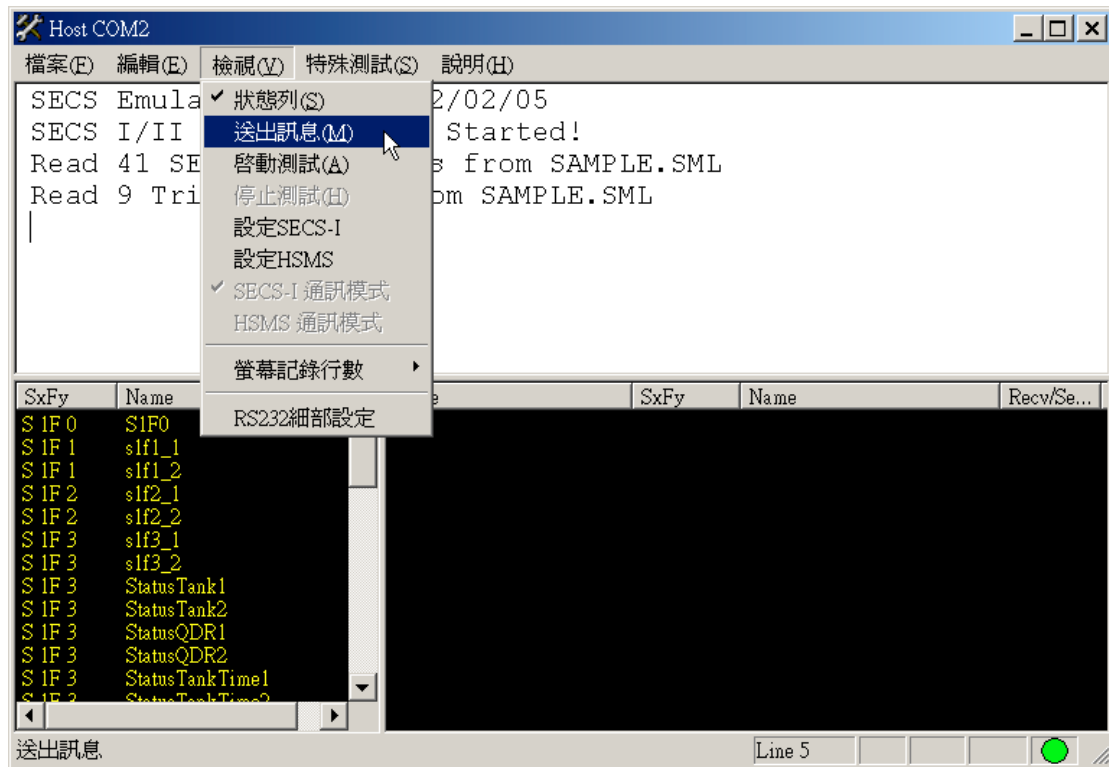 Host COM2
檔案(F) 編輯(E) 檢視(V) 特殊測試(S) 說明(H)
SECS Emula 2/02/05
SECS I/II Started!
Read 41 SE s from SAMPLE.SML
Read 9 Tri om SAMPLE.SML
狀態列(S)
送出訊息(M)
啟動測試(A)
停止測試(H)
設定SECS-I
設定HSMS
SECS-I 通訊模式
HSMS 通訊模式
螢幕記錄行數
RS232細部設定
SxFy Name e SxFy Name Recv/Se...
S 1F 0 S1F0
S 1F 1 s1f1_1
S 1F 1 s1f1_2
S 1F 2 s1f2_1
S 1F 2 s1f2_2
S 1F 3 s1f3_1
S 1F 3 s1f3_2
S 1F 3 StatusTank1
S 1F 3 StatusTank2
S 1F 3 StatusQDR1
S 1F 3 StatusQDR2
S 1F 3 StatusTankTime1
S 1F 3 StatusTankTime2
送出訊息 Line 5